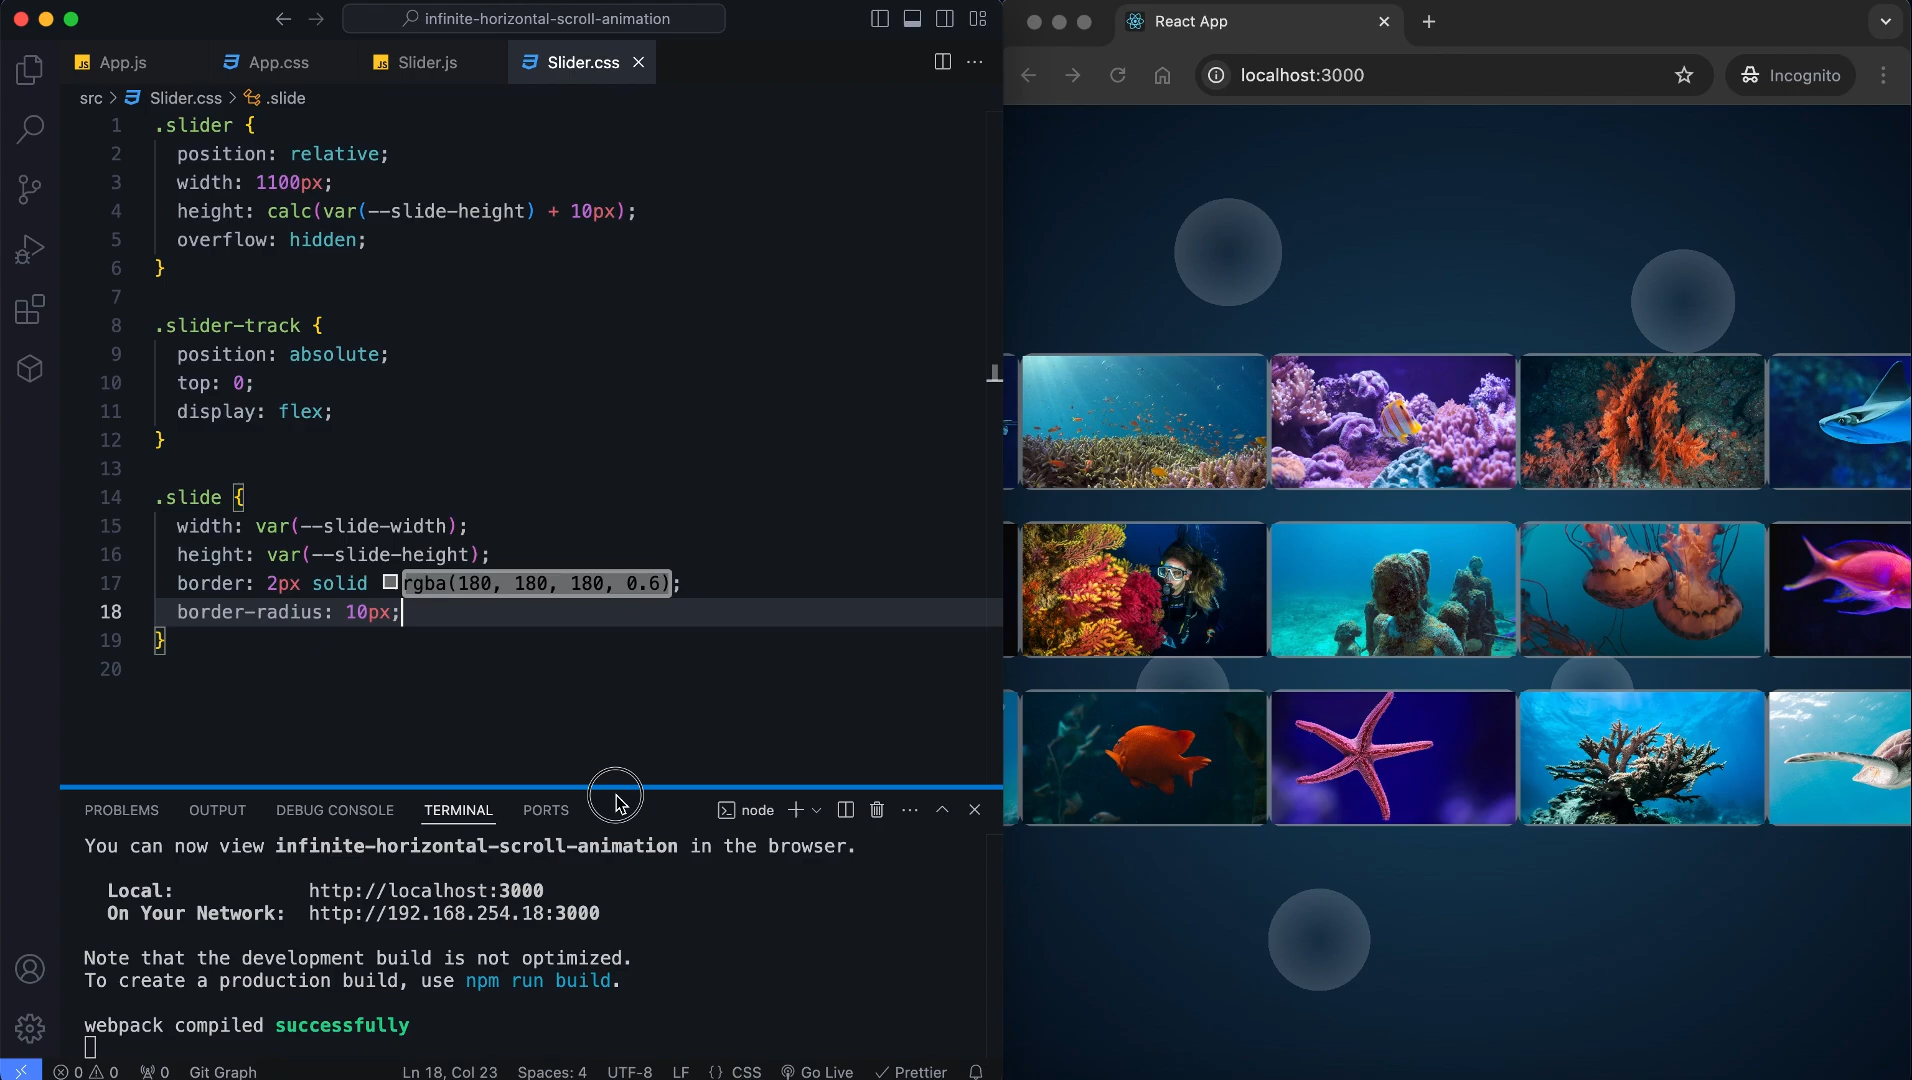 infinite-horizontal-scroll-animation
App.js
App.css
Slider.js
Slider.css
src > Slider.css > .slide
1 .slider {
2 position: relative;
3 width: 1100px;
4 height: calc(var(--slide-height) + 10px);
5 overflow: hidden;
6 }
7
8 .slider-track {
9 position: absolute;
10 top: 0;
11 display: flex;
12 }
13
14 .slide {
15 width: var(--slide-width);
16 height: var(--slide-height);
17 border: 2px solid rgba(180, 180, 180, 0.6);
18 border-radius: 10px;
19 }
20
PROBLEMS OUTPUT DEBUG CONSOLE TERMINAL PORTS node
You can now view infinite-horizontal-scroll-animation in the browser.
Local: http://localhost:3000
On Your Network: http://192.168.254.18:3000
Note that the development build is not optimized.
To create a production build, use npm run build.
webpack compiled successfully
0 0 0 Git Graph Ln 18, Col 23 Spaces: 4 UTF-8 LF {} CSS Go Live Prettier
React App
localhost:3000
Incognito